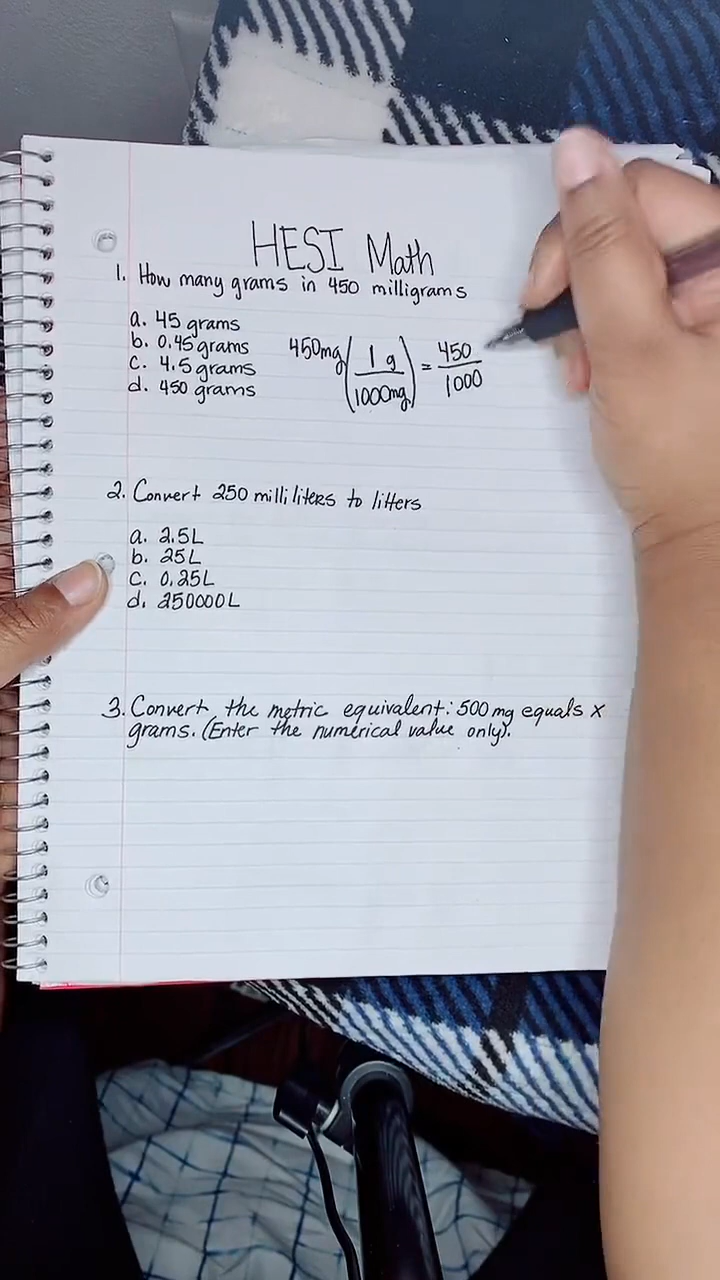 HESI Math
1. How many grams in 450 milligrams
a. 45 grams
b. 0.45 grams
c. 4.5 grams
d. 450 grams
450mg (1 g / 1000mg) = 450 / 1000
2. Convert 250 milliliters to litters
a. 2.5L
b. 25L
c. 0.25L
d. 250000L
3. Convert the metric equivalent: 500 mg equals x
grams. (Enter the numerical value only).